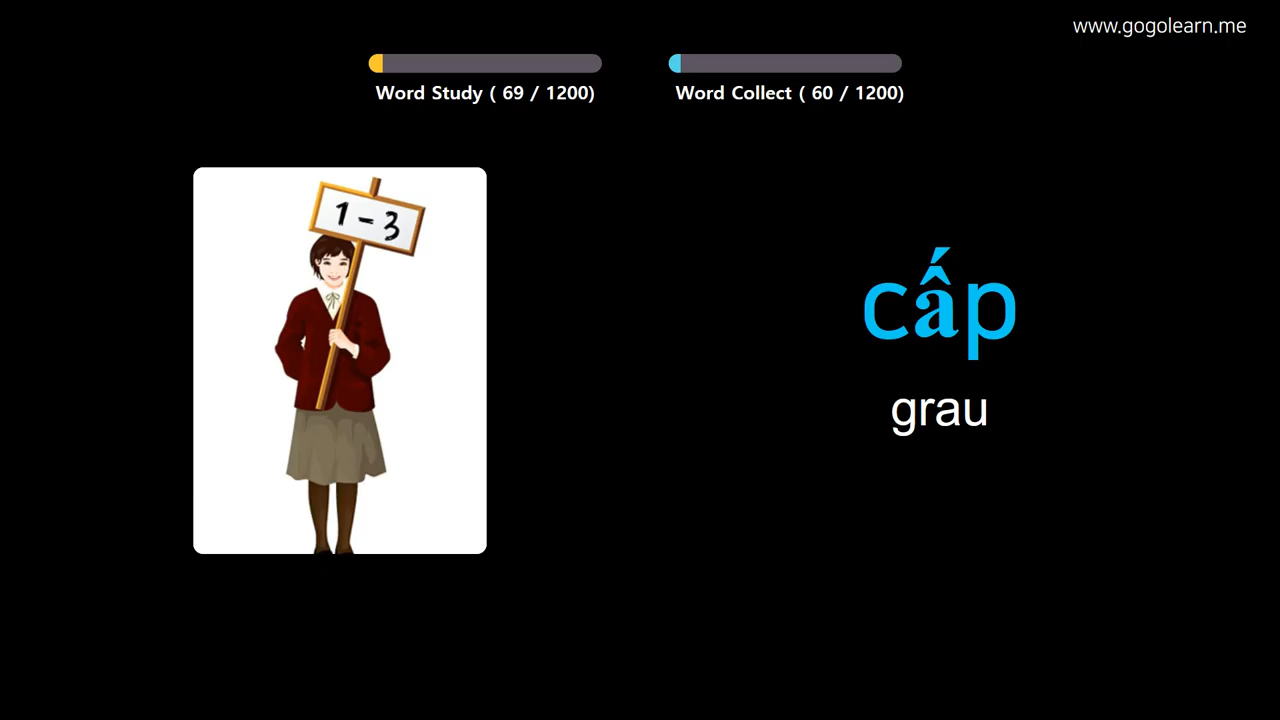 www.gogolearn.me
Word Study ( 69 / 1200)
Word Collect ( 60 / 1200)
1 - 3
cấp
grau